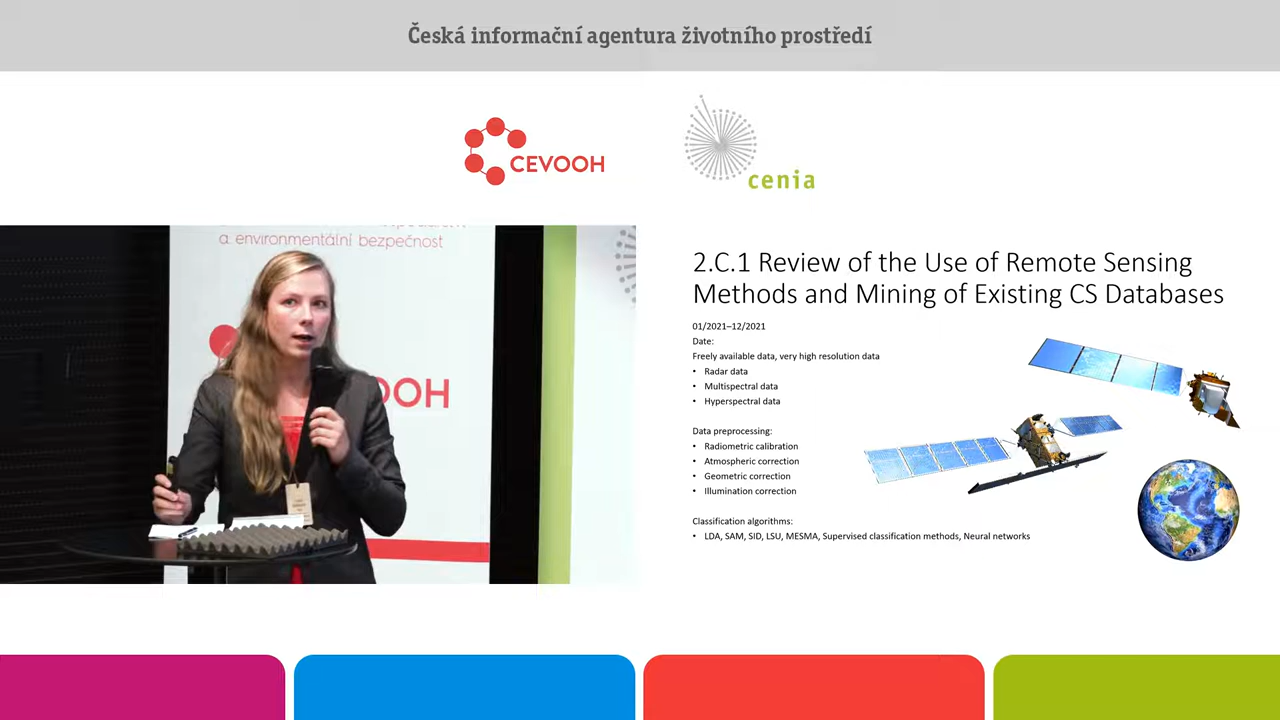 Česká informační agentura životního prostředí
CEVOOH
cenia
a environmentální bezpečnost
OOH
2.C.1 Review of the Use of Remote Sensing
Methods and Mining of Existing CS Databases
01/2021–12/2021
Date:
Freely available data, very high resolution data
• Radar data
• Multispectral data
• Hyperspectral data
Data preprocessing:
• Radiometric calibration
• Atmospheric correction
• Geometric correction
• Illumination correction
Classification algorithms:
• LDA, SAM, SID, LSU, MESMA, Supervised classification methods, Neural networks